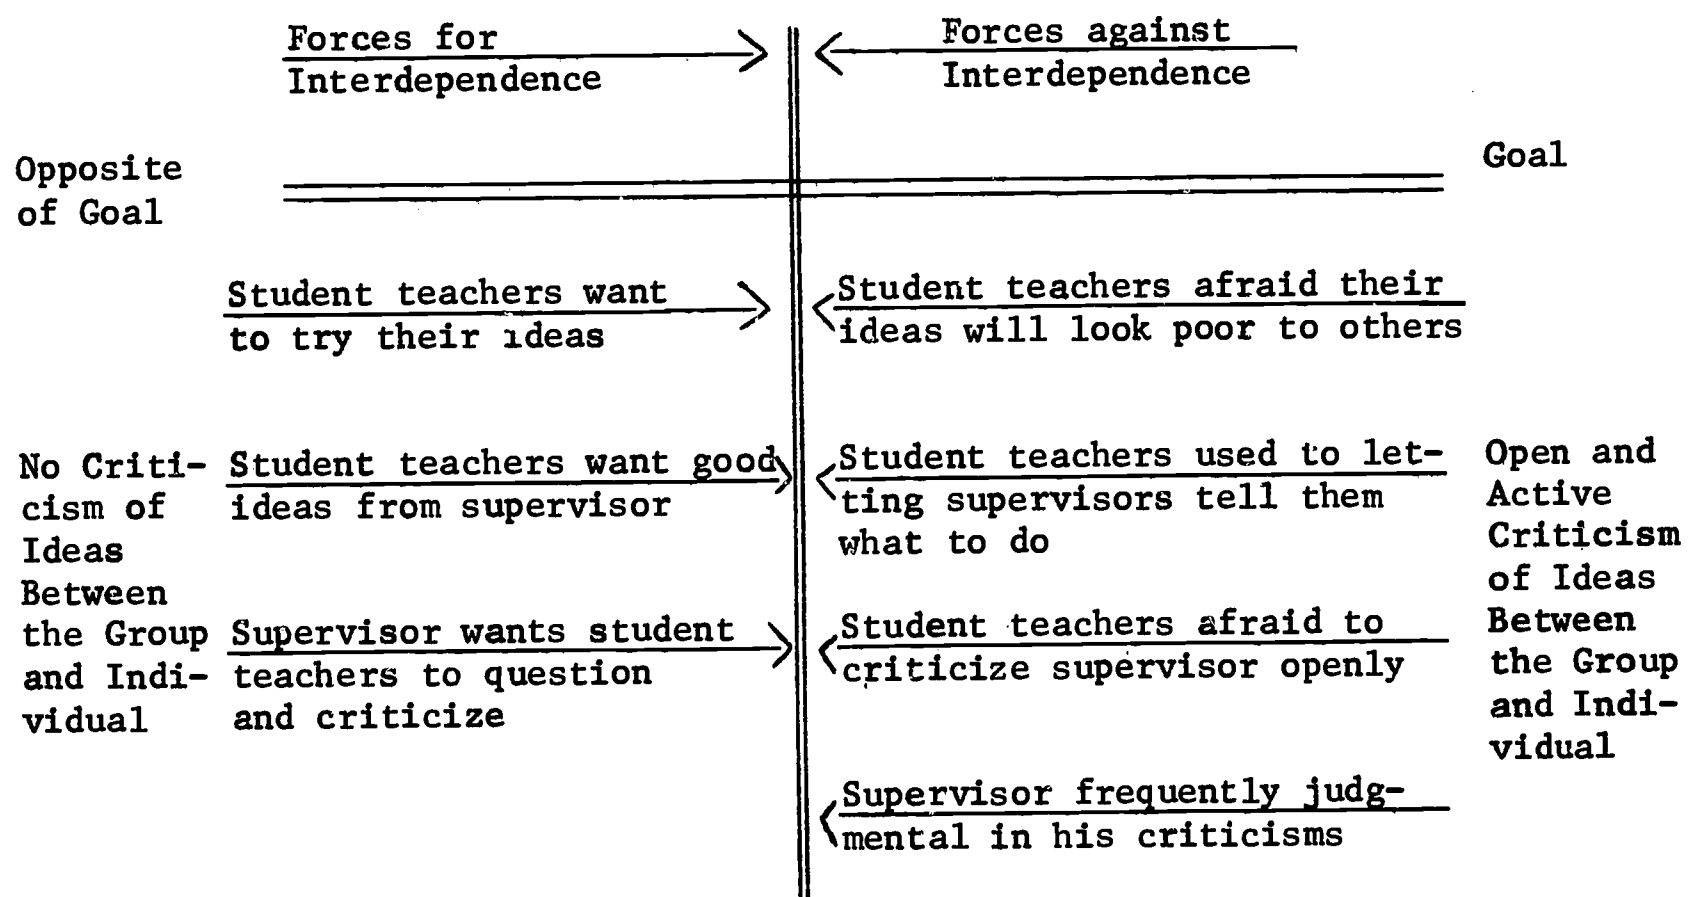 Forces for
Interdependence
Forces against
Interdependence
Opposite
of Goal
Goal
Student teachers want
to try their ideas
Student teachers afraid their
ideas will look poor to others
No Criti-
cism of
Ideas
Between
the Group
and Indi-
vidual
Student teachers want good
ideas from supervisor
Student teachers used to let-
ting supervisors tell them
what to do
Supervisor wants student
teachers to question
and criticize
Student teachers afraid to
criticize supervisor openly
Supervisor frequently judg-
mental in his criticisms
Open and
Active
Criticism
of Ideas
Between
the Group
and Indi-
vidual